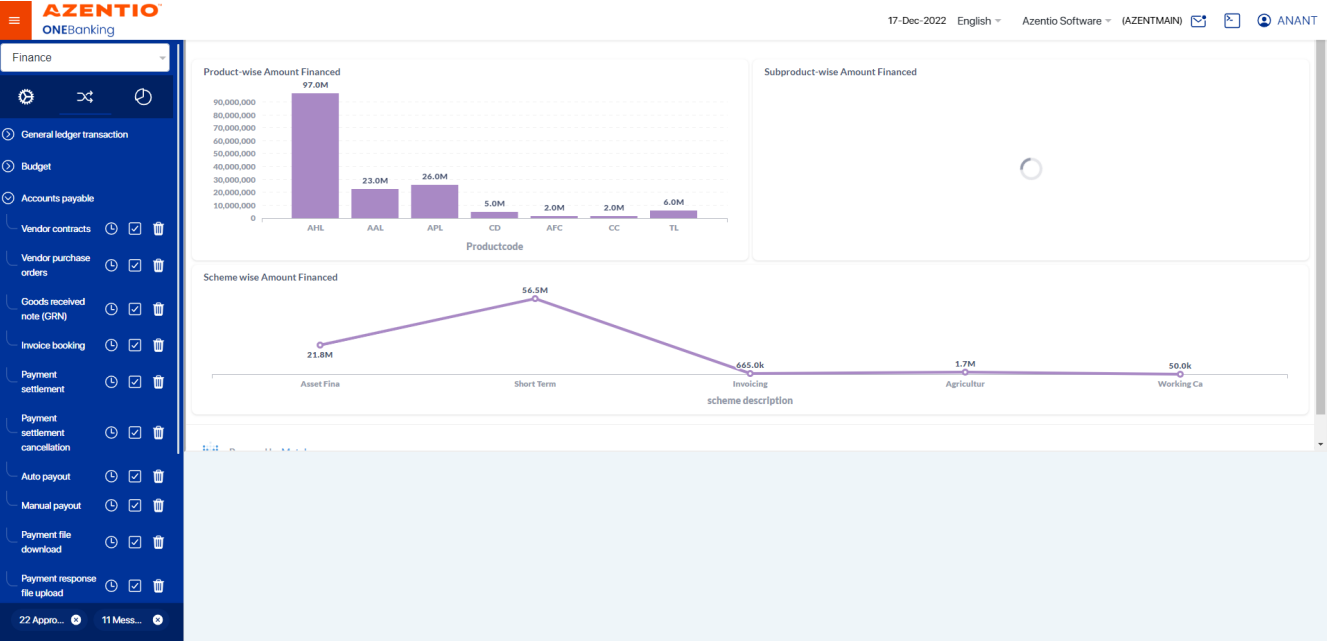 AZENTIO
ONEBanking
17-Dec-2022 English Azentio Software (AZENTMAIN) ANANT
Finance
General ledger transaction
Budget
Accounts payable
Vendor contracts
Vendor purchase
orders
Goods received
note (GRN)
Invoice booking
Payment
settlement
Payment
settlement
cancellation
Auto payout
Manual payout
Payment file
download
Payment response
file upload
22 Appro...
11 Mess...
Product-wise Amount Financed
97.0M
90,000,000
80,000,000
70,000,000
60,000,000
50,000,000
40,000,000
30,000,000
20,000,000
10,000,000
0
23.0M
26.0M
5.0M
2.0M
2.0M
6.0M
AHL AAL APL CD AFC CC TL
Productcode
Subproduct-wise Amount Financed
Scheme wise Amount Financed
21.8M
56.5M
665.0k
1.7M
50.0k
Asset Fina Short Term Invoicing Agricultur Working Ca
scheme description